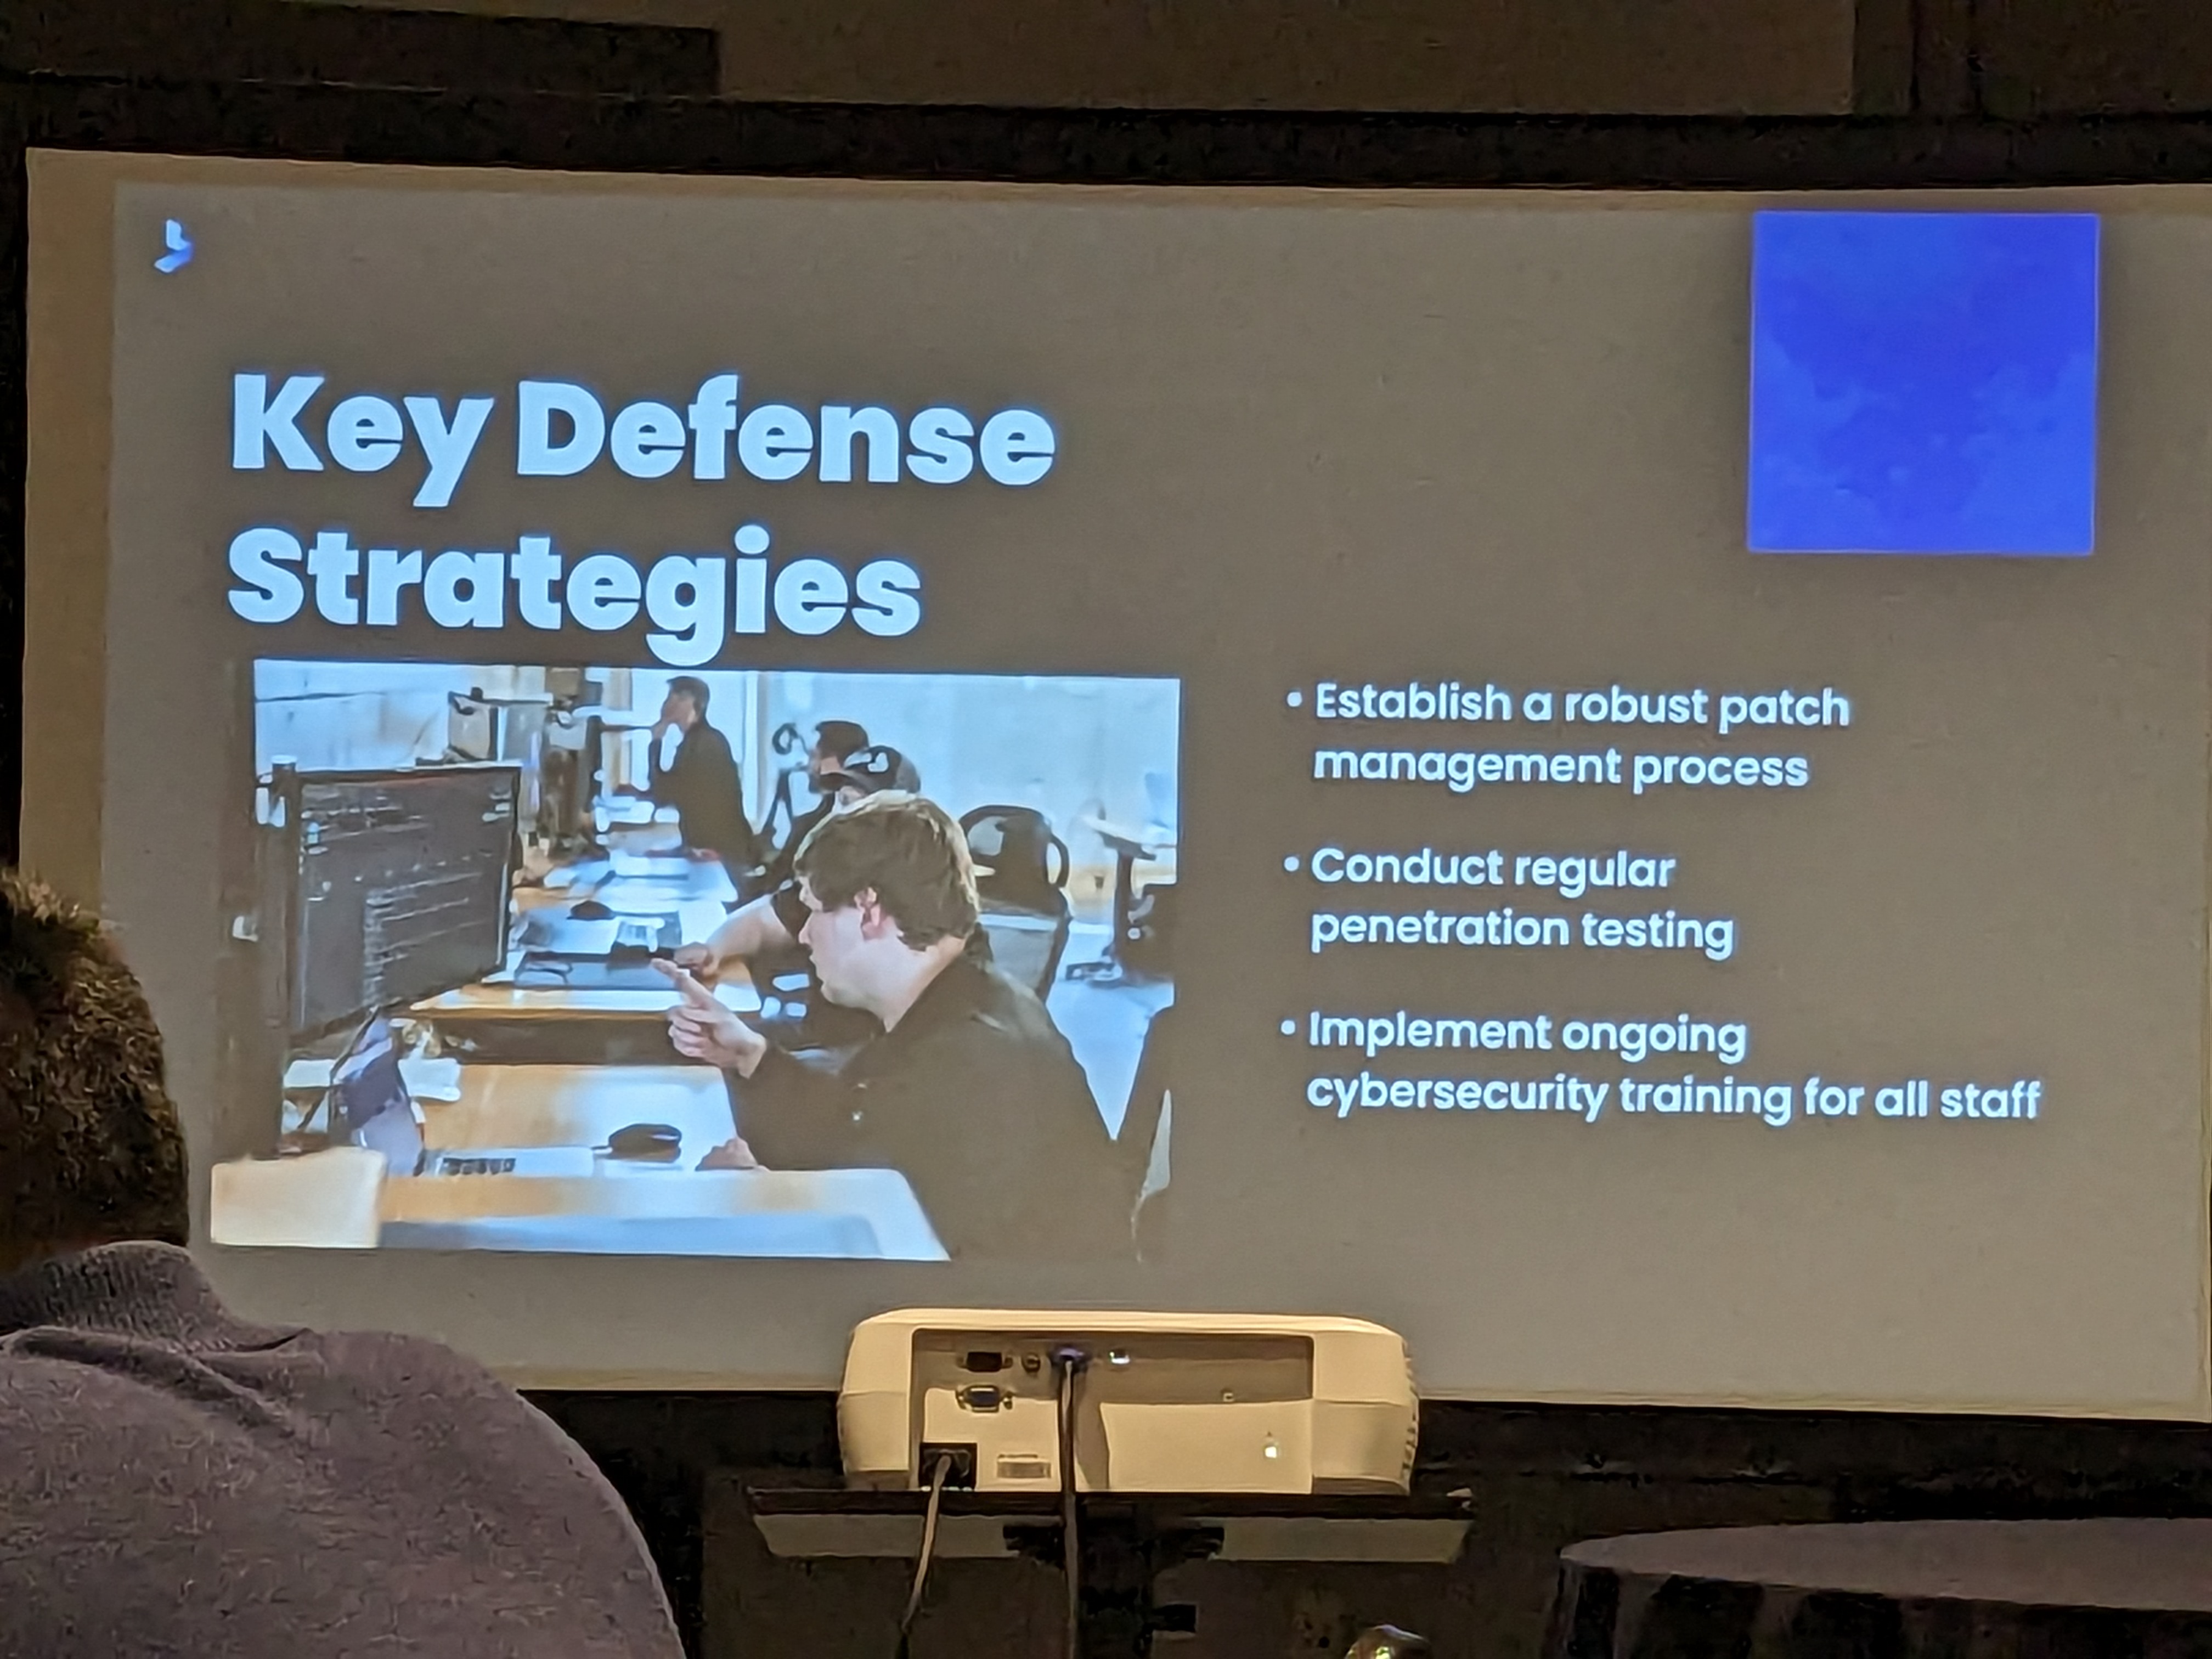 Key Defense
Strategies
• Establish a robust patch
management process
• Conduct regular
penetration testing
• Implement ongoing
cybersecurity training for all staff